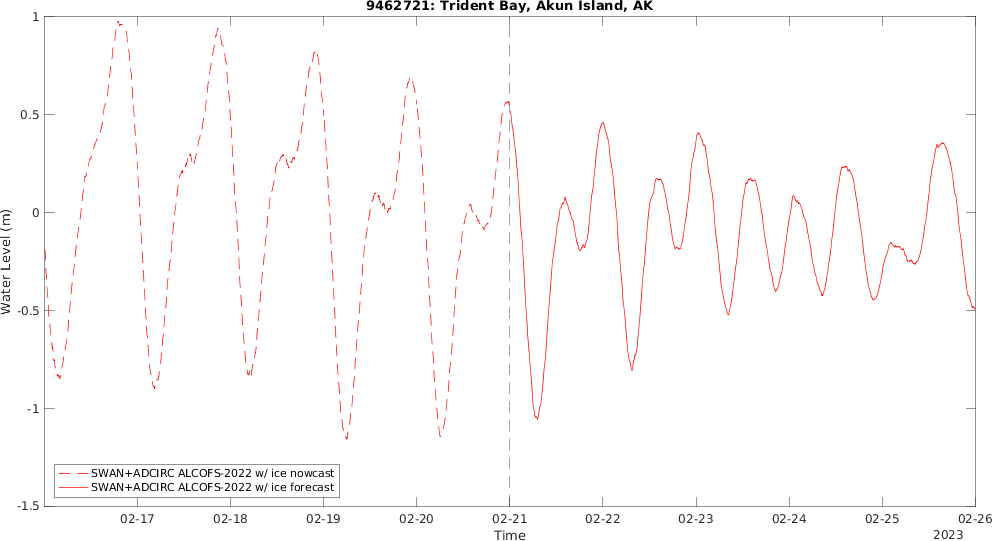 9462721: Trident Bay, Akun Island, AK
1
0.5
0
-0.5
-1
-1.5
Water Level (m)
SWAN+ADCIRC ALCOFS-2022 w/ ice nowcast
SWAN+ADCIRC ALCOFS-2022 w/ ice forecast
02-17 02-18 02-19 02-20 02-21 02-22 02-23 02-24 02-25 02-26
Time
2023